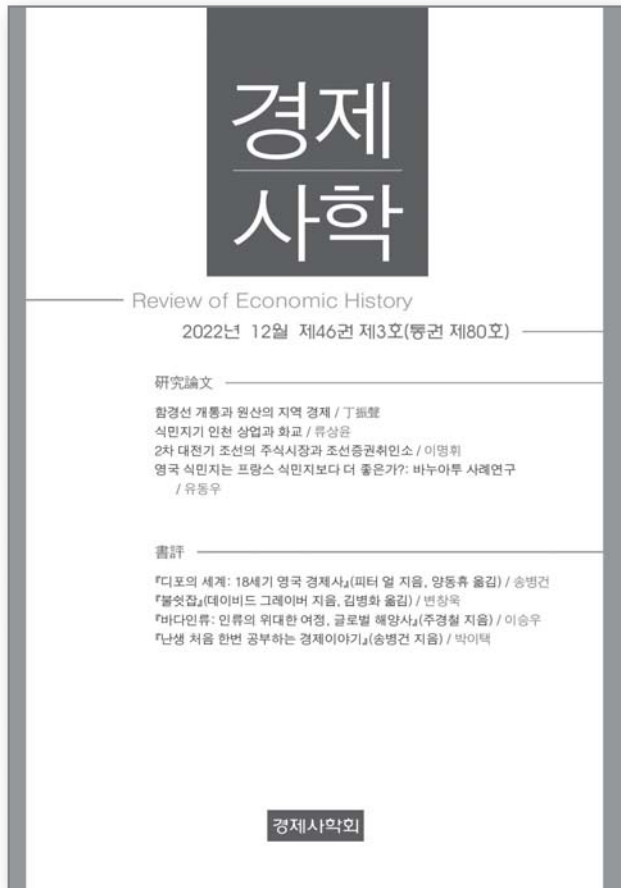 경제
사학
Review of Economic History
2022년 12월 제46권 제3호(통권 제80호)
硏究論文
함경선 개통과 원산의 지역 경제 / 丁振聲
식민지기 인천 상업과 화교 / 류상윤
2차 대전기 조선의 주식시장과 조선증권취인소 / 이명휘
영국 식민지는 프랑스 식민지보다 더 좋은가?: 바누아투 사례연구
/ 유동우
書評
『디포의 세계: 18세기 영국 경제사』(피터 얼 지음, 양동휴 옮김) / 송병건
『불쉿잡』(데이비드 그레이버 지음, 김병화 옮김) / 변창욱
『바다인류: 인류의 위대한 여정, 글로벌 해양사』(주경철 지음) / 이승우
『난생 처음 한번 공부하는 경제이야기』(송병건 지음) / 박이택
경제사학회